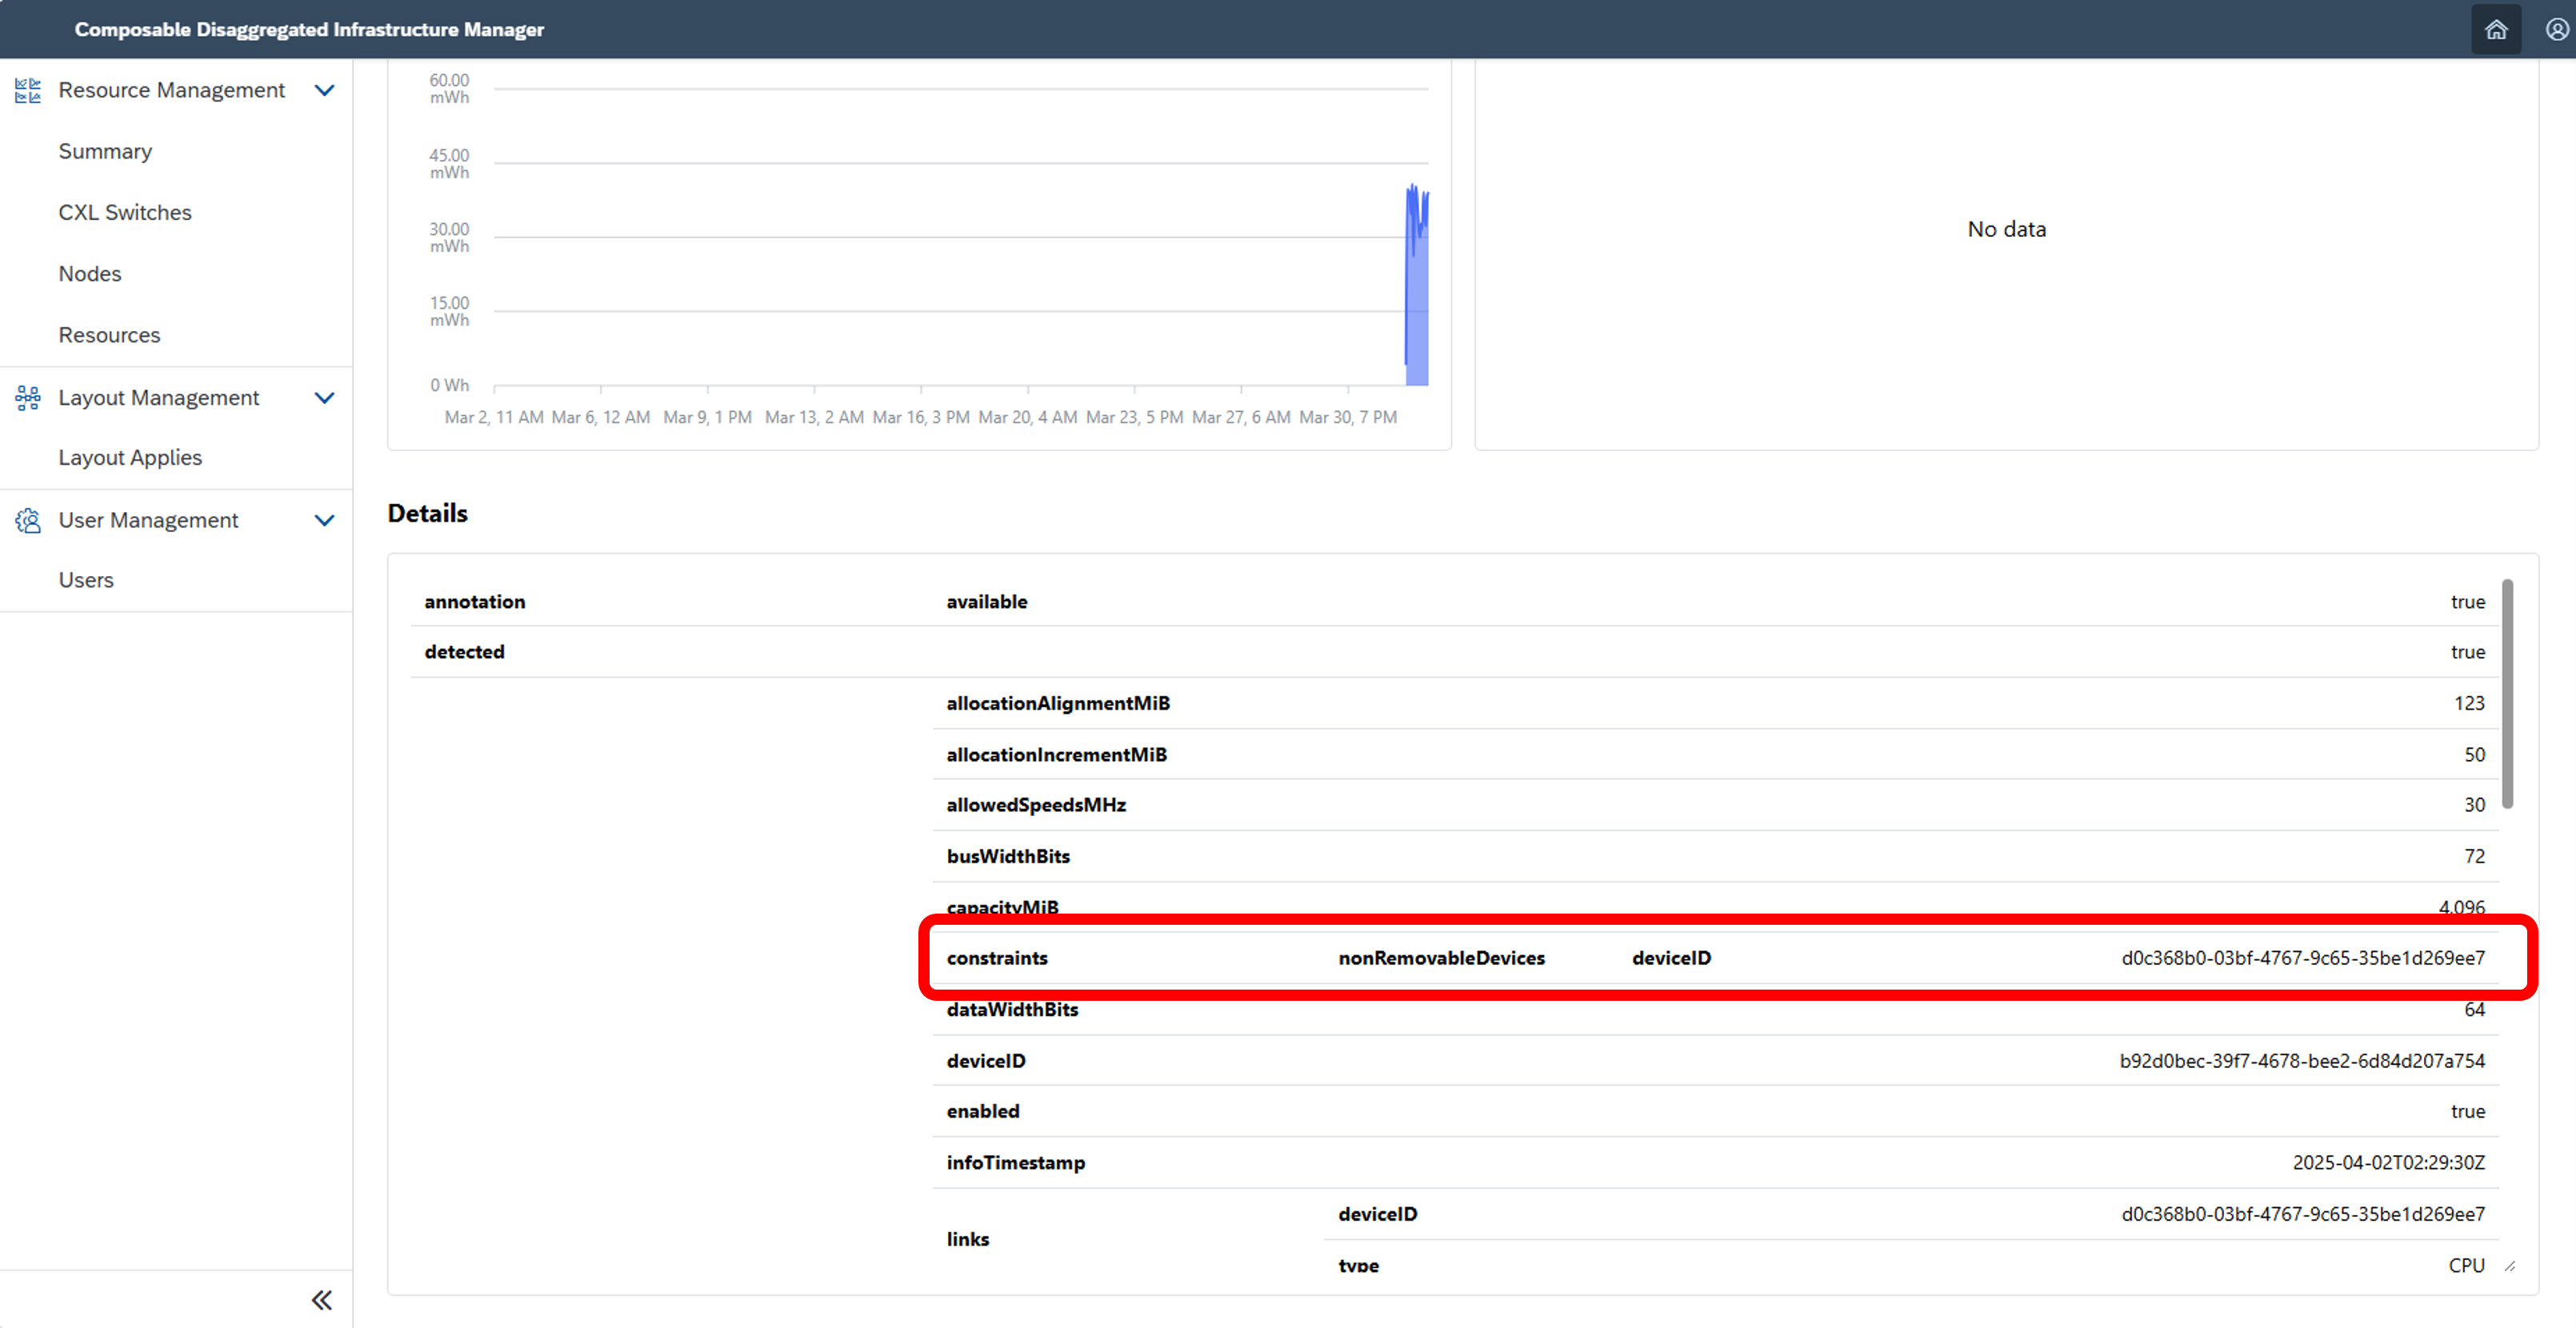 Composable Disaggregated Infrastructure Manager
Resource Management
Summary
CXL Switches
Nodes
Resources
Layout Management
Layout Applies
User Management
Users
60.00
mWh
45.00
mWh
30.00
mWh
15.00
mWh
0 Wh
Mar 2, 11 AM Mar 6, 12 AM Mar 9, 1 PM Mar 13, 2 AM Mar 16, 3 PM Mar 20, 4 AM Mar 23, 5 PM Mar 27, 6 AM Mar 30, 7 PM
No data
Details
annotation available true
detected true
allocationAlignmentMiB 123
allocationIncrementMiB 50
allowedSpeedsMHz 30
busWidthBits 72
capacityMiB 4,096
constraints nonRemovableDevices deviceID d0c368b0-03bf-4767-9c65-35be1d269ee7
dataWidthBits 64
deviceID b92d0bec-39f7-4678-bee2-6d84d207a754
enabled true
infoTimestamp 2025-04-02T02:29:30Z
links
deviceID d0c368b0-03bf-4767-9c65-35be1d269ee7
type CPU